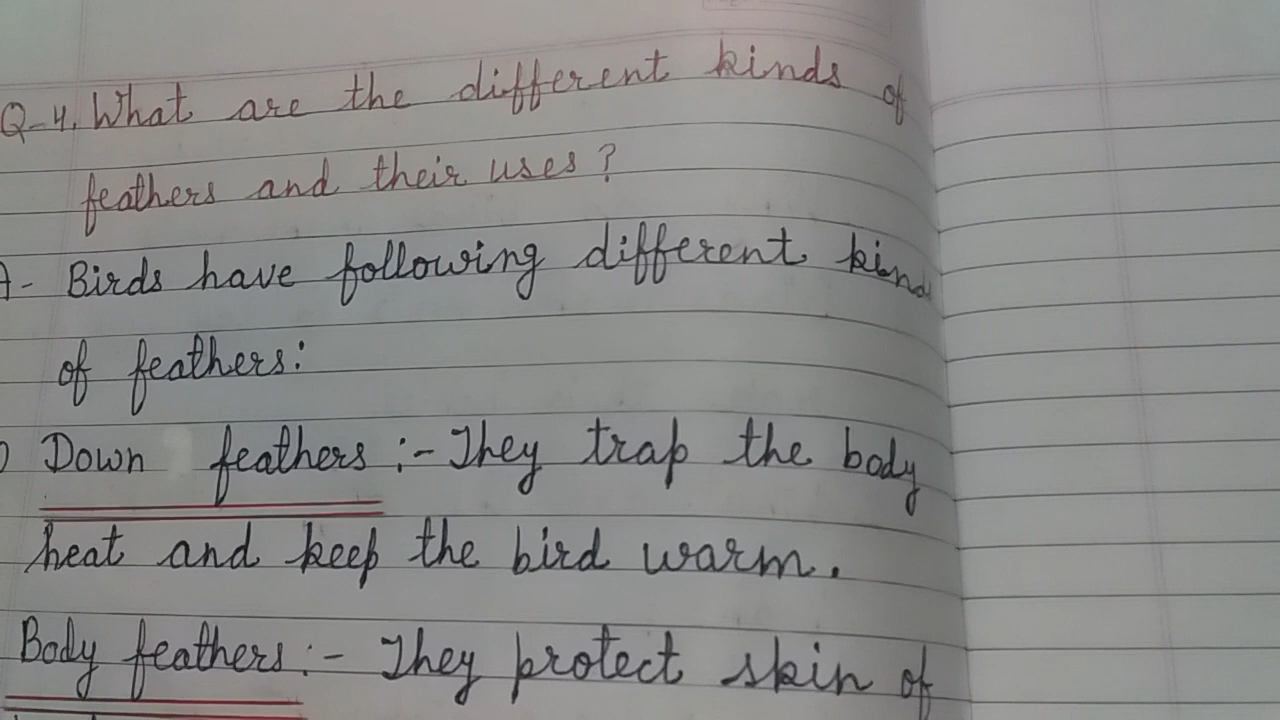 Q-4. What are the different kinds of
feathers and their uses?
A- Birds have following different kind
of feathers:
Down feathers :- They trap the body
heat and keep the bird warm.
Body feathers :- They protect skin of